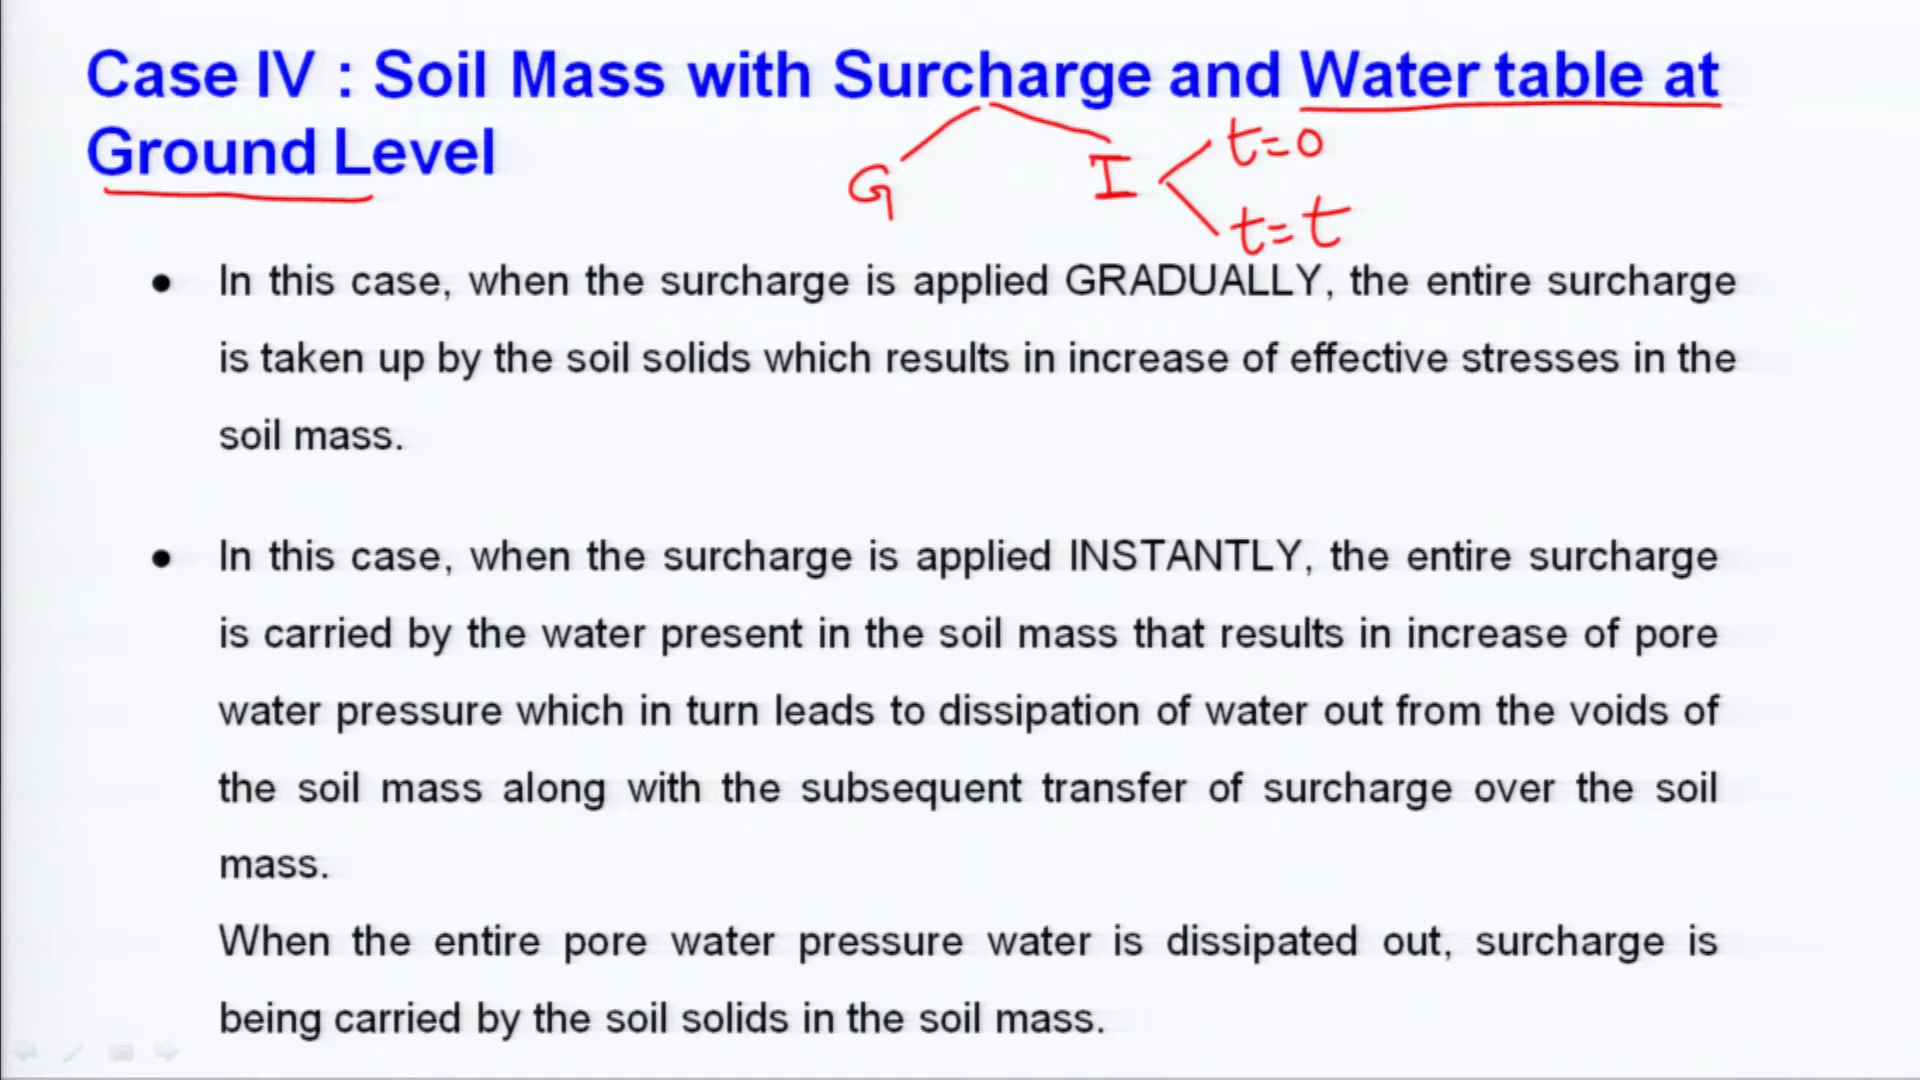 Case IV : Soil Mass with Surcharge and Water table at
Ground Level
G I t=0
t=t
In this case, when the surcharge is applied GRADUALLY, the entire surcharge
is taken up by the soil solids which results in increase of effective stresses in the
soil mass.
In this case, when the surcharge is applied INSTANTLY, the entire surcharge
is carried by the water present in the soil mass that results in increase of pore
water pressure which in turn leads to dissipation of water out from the voids of
the soil mass along with the subsequent transfer of surcharge over the soil
mass.
When the entire pore water pressure water is dissipated out, surcharge is
being carried by the soil solids in the soil mass.